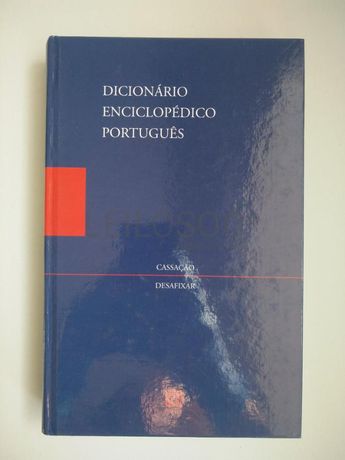 DICIONÁRIO
ENCICLOPÉDICO
PORTUGUÊS
CASSAÇÃO
DESAFIXAR